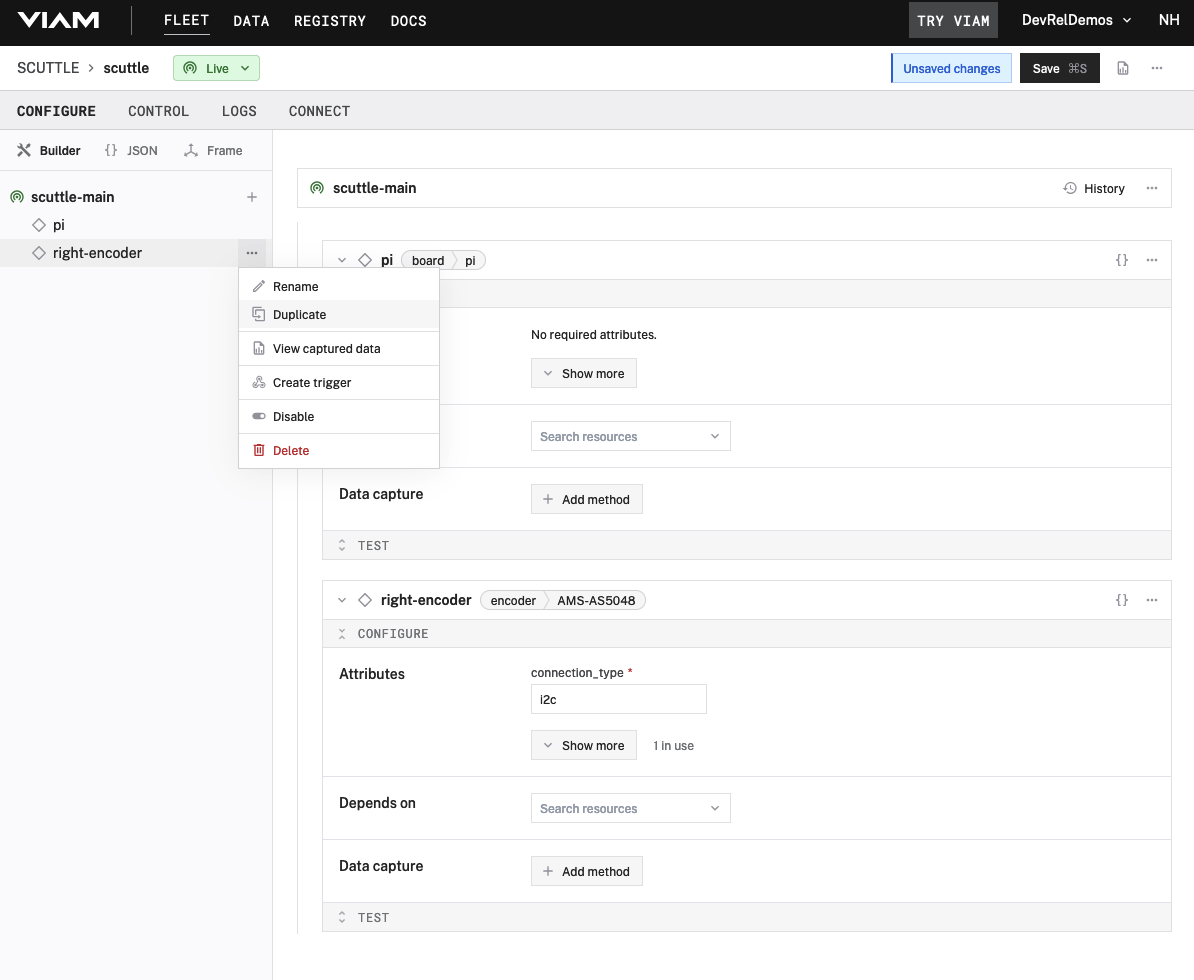 VIAM FLEET DATA REGISTRY DOCS TRY VIAM DevRelDemos NH
SCUTTLE > scuttle Live Unsaved changes Save ⌘S
CONFIGURE CONTROL LOGS CONNECT
Builder {} JSON Frame
scuttle-main
pi
right-encoder
Rename
Duplicate
View captured data
Create trigger
Disable
Delete
scuttle-main History
pi board pi {}
No required attributes.
Show more
Search resources
Data capture Add method
TEST
right-encoder encoder AMS-AS5048 {}
CONFIGURE
Attributes connection_type *
i2c
Show more 1 in use
Depends on Search resources
Data capture Add method
TEST